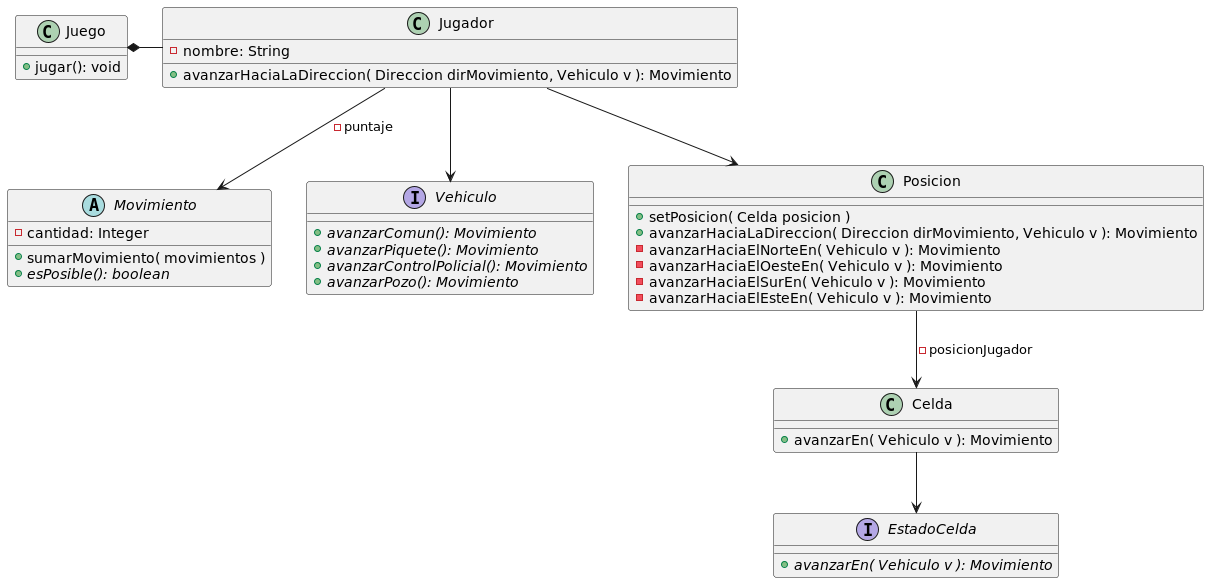 C Juego
jugar(): void
C Jugador
nombre: String
avanzarHaciaLaDireccion( Direccion dirMovimiento, Vehiculo v ): Movimiento
puntaje
A Movimiento
cantidad: Integer
sumarMovimiento( movimientos )
esPosible(): boolean
I Vehiculo
avanzarComun(): Movimiento
avanzarPiquete(): Movimiento
avanzarControlPolicial(): Movimiento
avanzarPozo(): Movimiento
C Posicion
setPosicion( Celda posicion )
avanzarHaciaLaDireccion( Direccion dirMovimiento, Vehiculo v ): Movimiento
avanzarHaciaElNorteEn( Vehiculo v ): Movimiento
avanzarHaciaElOesteEn( Vehiculo v ): Movimiento
avanzarHaciaElSurEn( Vehiculo v ): Movimiento
avanzarHaciaElEsteEn( Vehiculo v ): Movimiento
posicionJugador
C Celda
avanzarEn( Vehiculo v ): Movimiento
I EstadoCelda
avanzarEn( Vehiculo v ): Movimiento